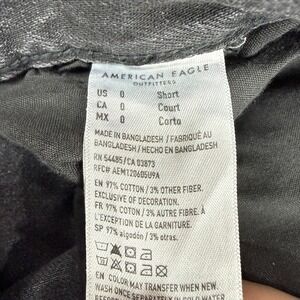 AMERICAN EAGLE
OUTFITTERS
US 0 Short
CA 0 Court
MX 0 Corto
MADE IN BANGLADESH / FABRIQUÉ AU
BANGLADESH / HECHO EN BANGLADESH
RN 54485/CA 03873
RFC# AEM120605U9A
EN 97% COTTON / 3% OTHER FIBER.
EXCLUSIVE OF DECORATION.
FR 97% COTON / 3% AUTRE FIBRE. À
L'EXCEPTION DE LA GARNITURE.
SP 97% algodón / 3% otras.
EN COLOR MAY TRANSFER WHEN NEW.
WASH ONCE SEPARATELY IN COLD WATER